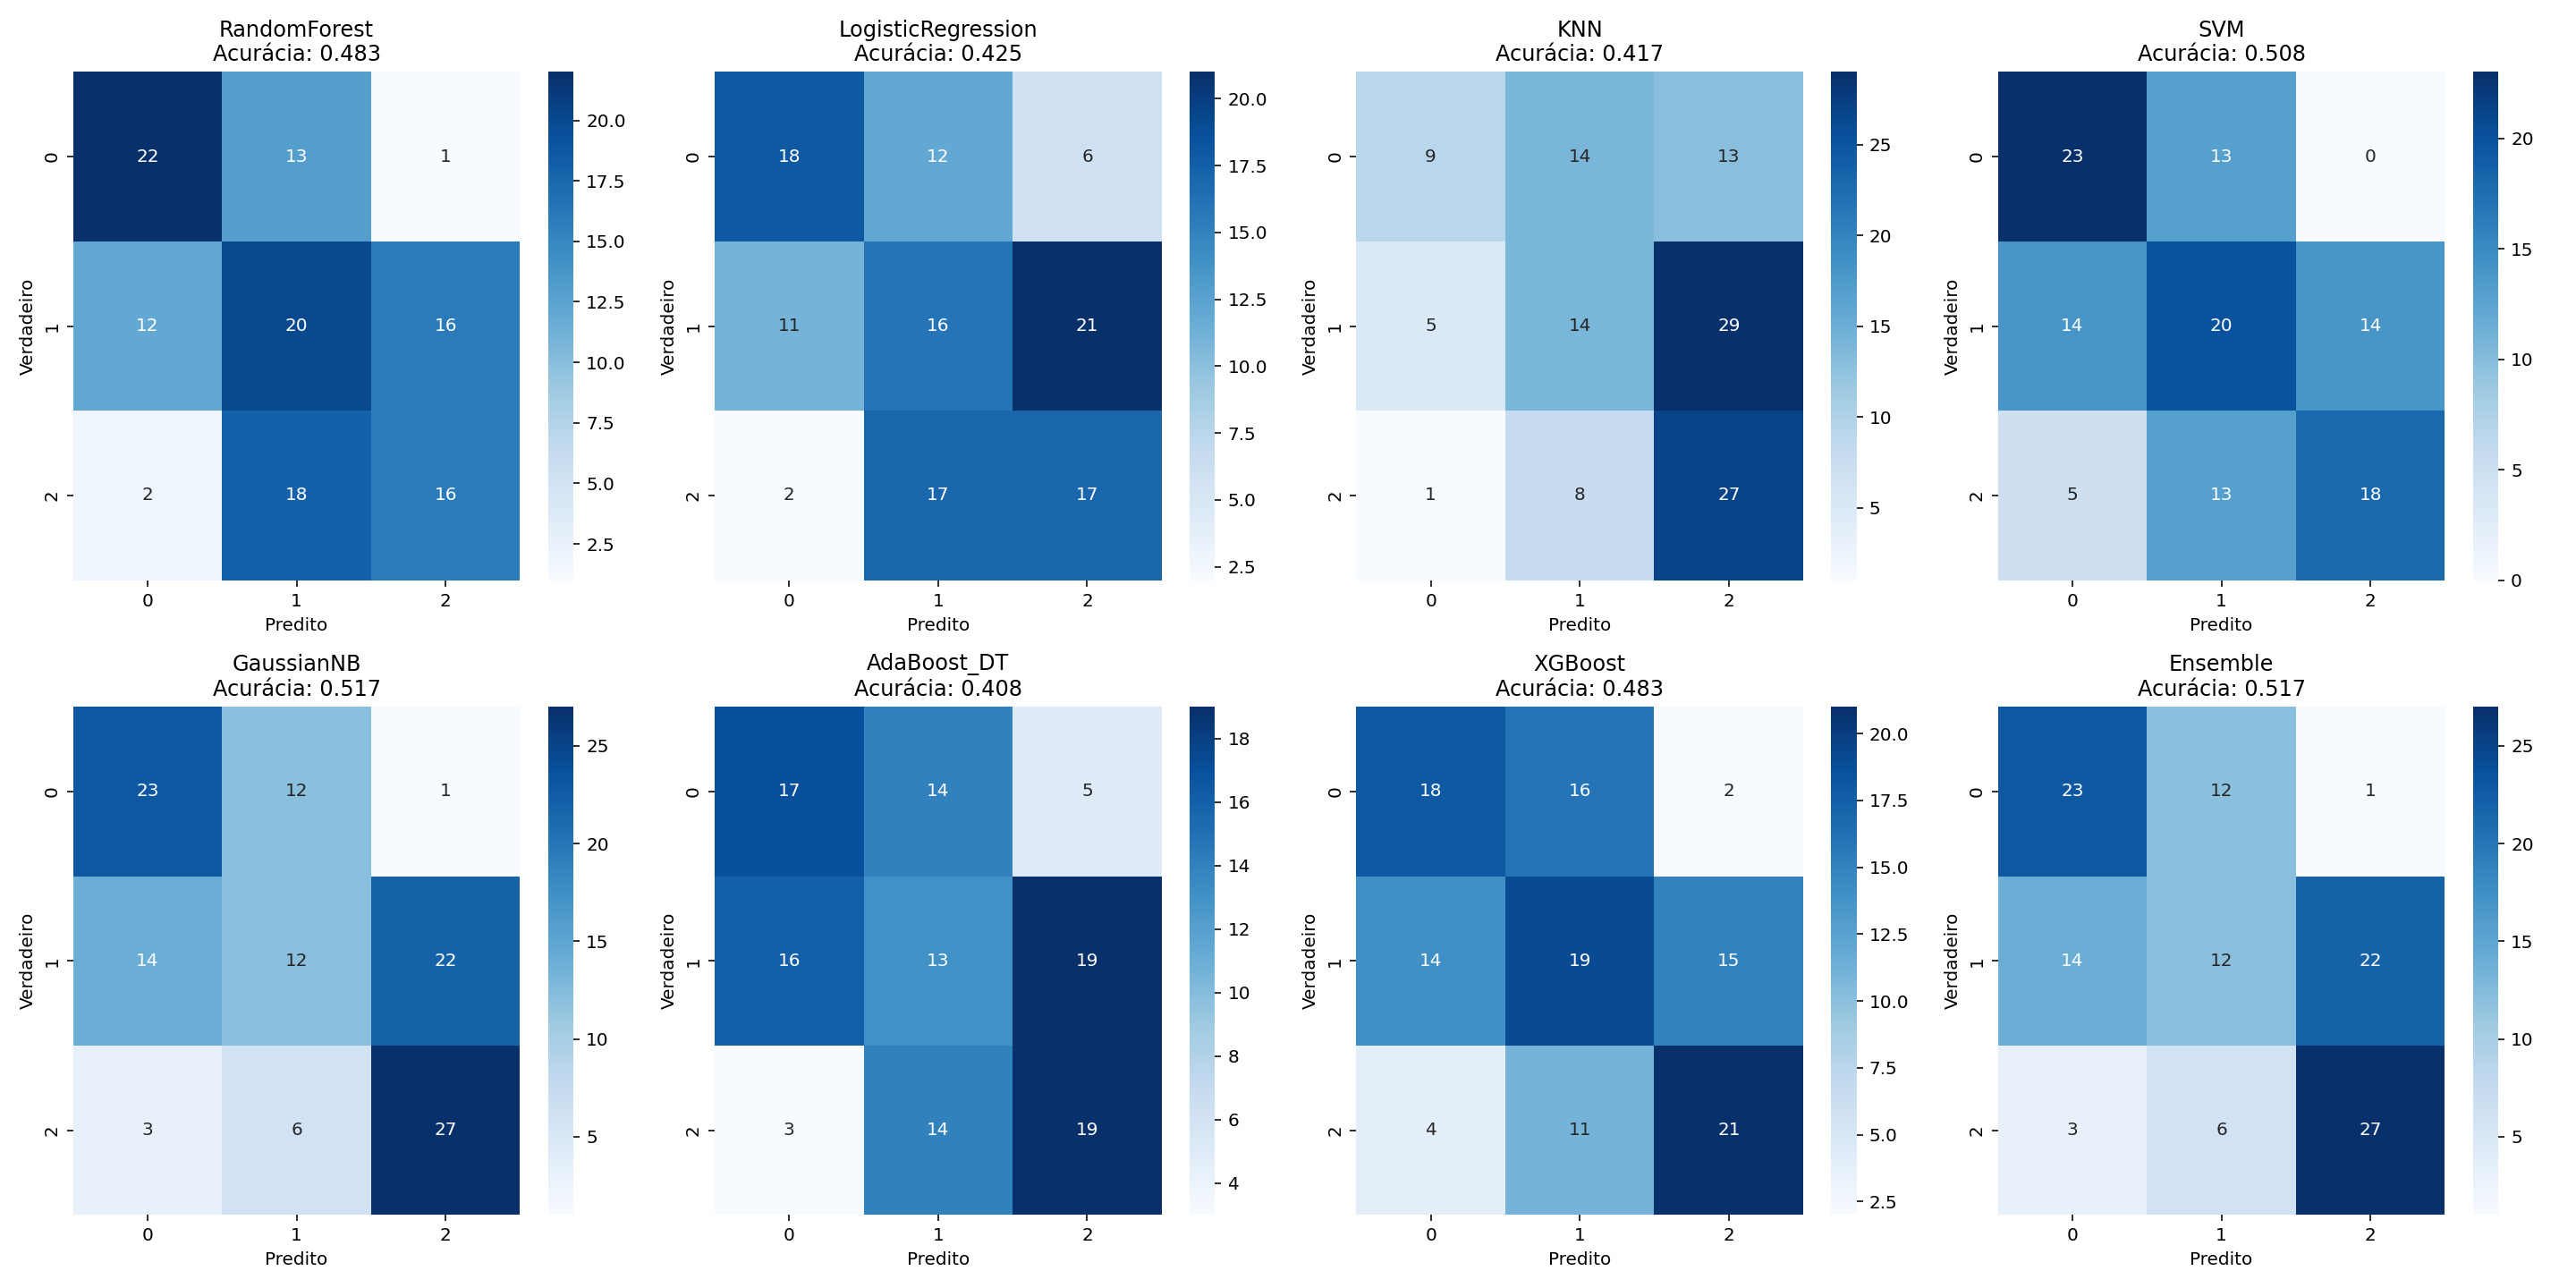 RandomForest
Acurácia: 0.483
20.0
17.5
15.0
12.5
10.0
7.5
5.0
2.5
0
1
2
Verdadeiro
22 13 1
12 20 16
2 18 16
0 1 2
Predito
LogisticRegression
Acurácia: 0.425
20.0
17.5
15.0
12.5
10.0
7.5
5.0
2.5
0
1
2
Verdadeiro
18 12 6
11 16 21
2 17 17
0 1 2
Predito
KNN
Acurácia: 0.417
25
20
15
10
5
0
1
2
Verdadeiro
9 14 13
5 14 29
1 8 27
0 1 2
Predito
SVM
Acurácia: 0.508
20
15
10
5
0
0
1
2
Verdadeiro
23 13 0
14 20 14
5 13 18
0 1 2
Predito
GaussianNB
Acurácia: 0.517
25
20
15
10
5
0
1
2
Verdadeiro
23 12 1
14 12 22
3 6 27
0 1 2
Predito
AdaBoost_DT
Acurácia: 0.408
18
16
14
12
10
8
6
4
0
1
2
Verdadeiro
17 14 5
16 13 19
3 14 19
0 1 2
Predito
XGBoost
Acurácia: 0.483
20.0
17.5
15.0
12.5
10.0
7.5
5.0
2.5
0
1
2
Verdadeiro
18 16 2
14 19 15
4 11 21
0 1 2
Predito
Ensemble
Acurácia: 0.517
25
20
15
10
5
0
1
2
Verdadeiro
23 12 1
14 12 22
3 6 27
0 1 2
Predito